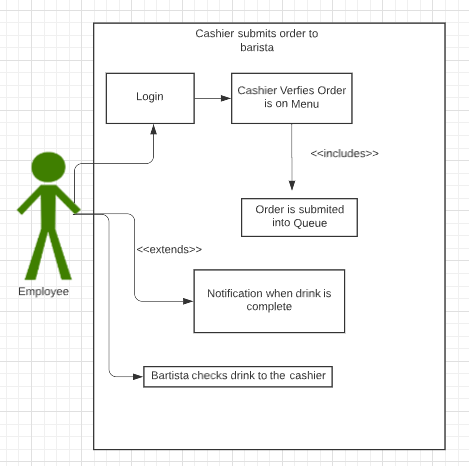 Cashier submits order to
barista
Login
Cashier Verfies Order
is on Menu
<<includes>>
Order is submited
into Queue
<<extends>>
Employee
Notification when drink is
complete
Bartista checks drink to the cashier